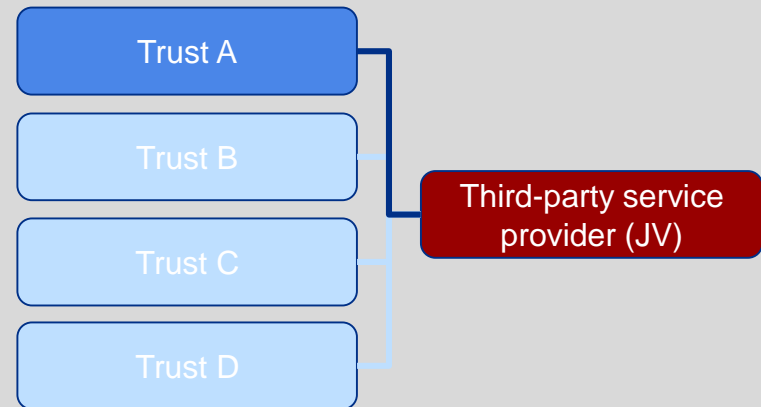 Trust A
Trust B
Trust C
Trust D
Third-party service
provider (JV)